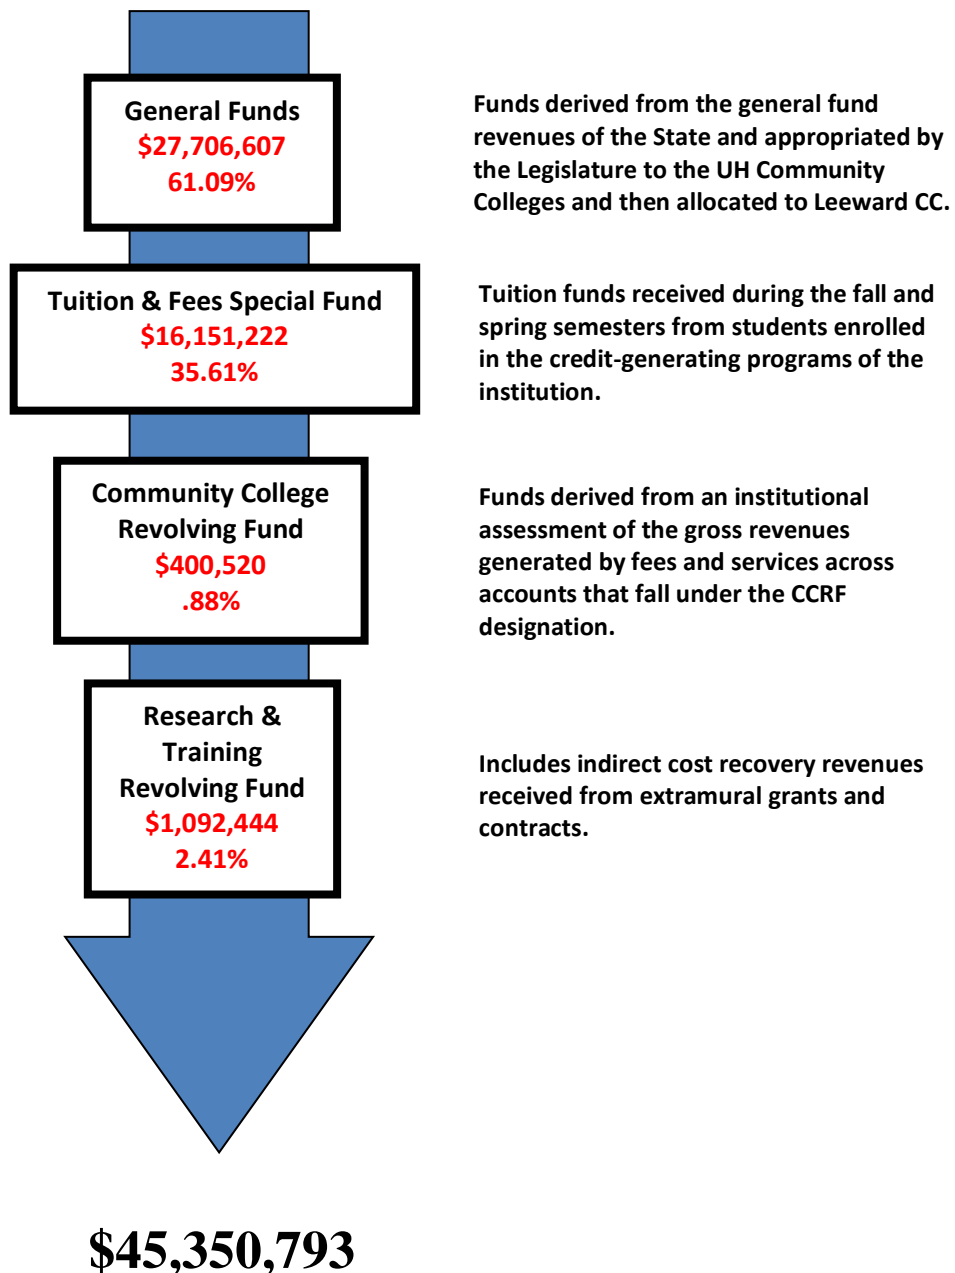 General Funds
$27,706,607
61.09%
Funds derived from the general fund
revenues of the State and appropriated by
the Legislature to the UH Community
Colleges and then allocated to Leeward CC.
Tuition & Fees Special Fund
$16,151,222
35.61%
Tuition funds received during the fall and
spring semesters from students enrolled
in the credit-generating programs of the
institution.
Community College
Revolving Fund
$400,520
.88%
Funds derived from an institutional
assessment of the gross revenues
generated by fees and services across
accounts that fall under the CCRF
designation.
Research &
Training
Revolving Fund
$1,092,444
2.41%
Includes indirect cost recovery revenues
received from extramural grants and
contracts.
$45,350,793